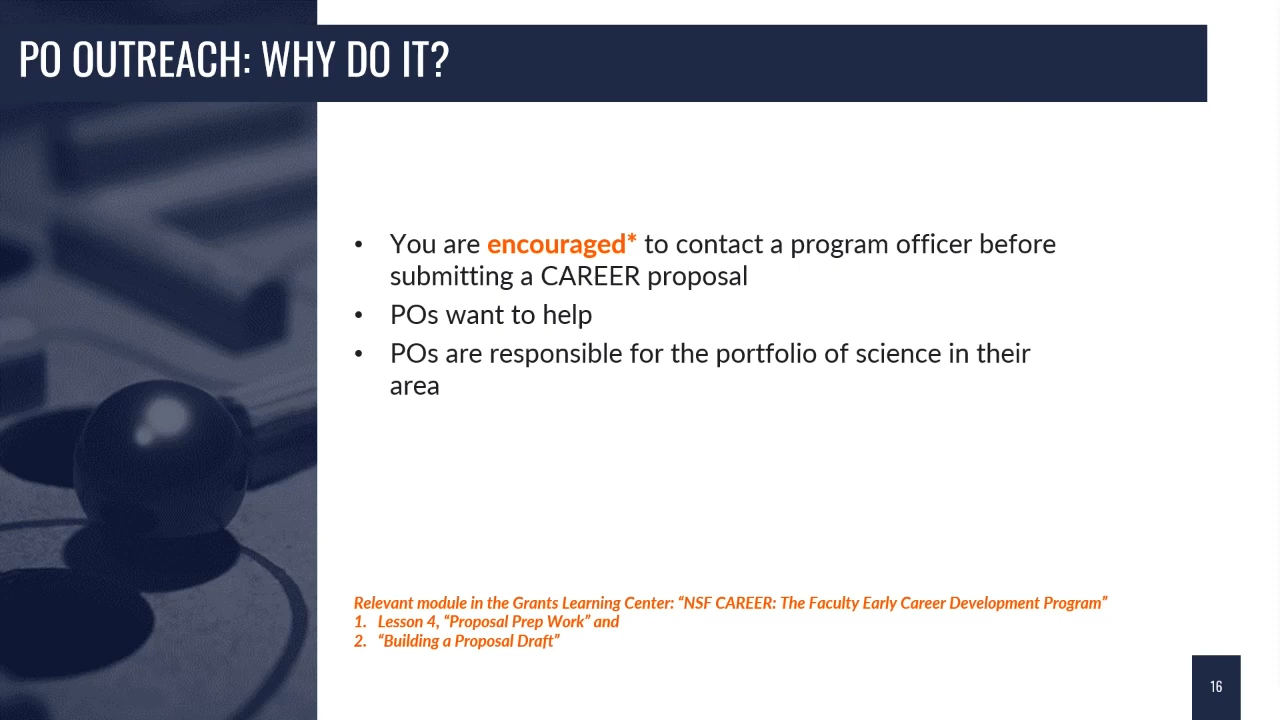 PO OUTREACH: WHY DO IT?
• You are encouraged* to contact a program officer before
submitting a CAREER proposal
• POs want to help
• POs are responsible for the portfolio of science in their
area
Relevant module in the Grants Learning Center: “NSF CAREER: The Faculty Early Career Development Program”
1. Lesson 4, “Proposal Prep Work” and
2. “Building a Proposal Draft”
16